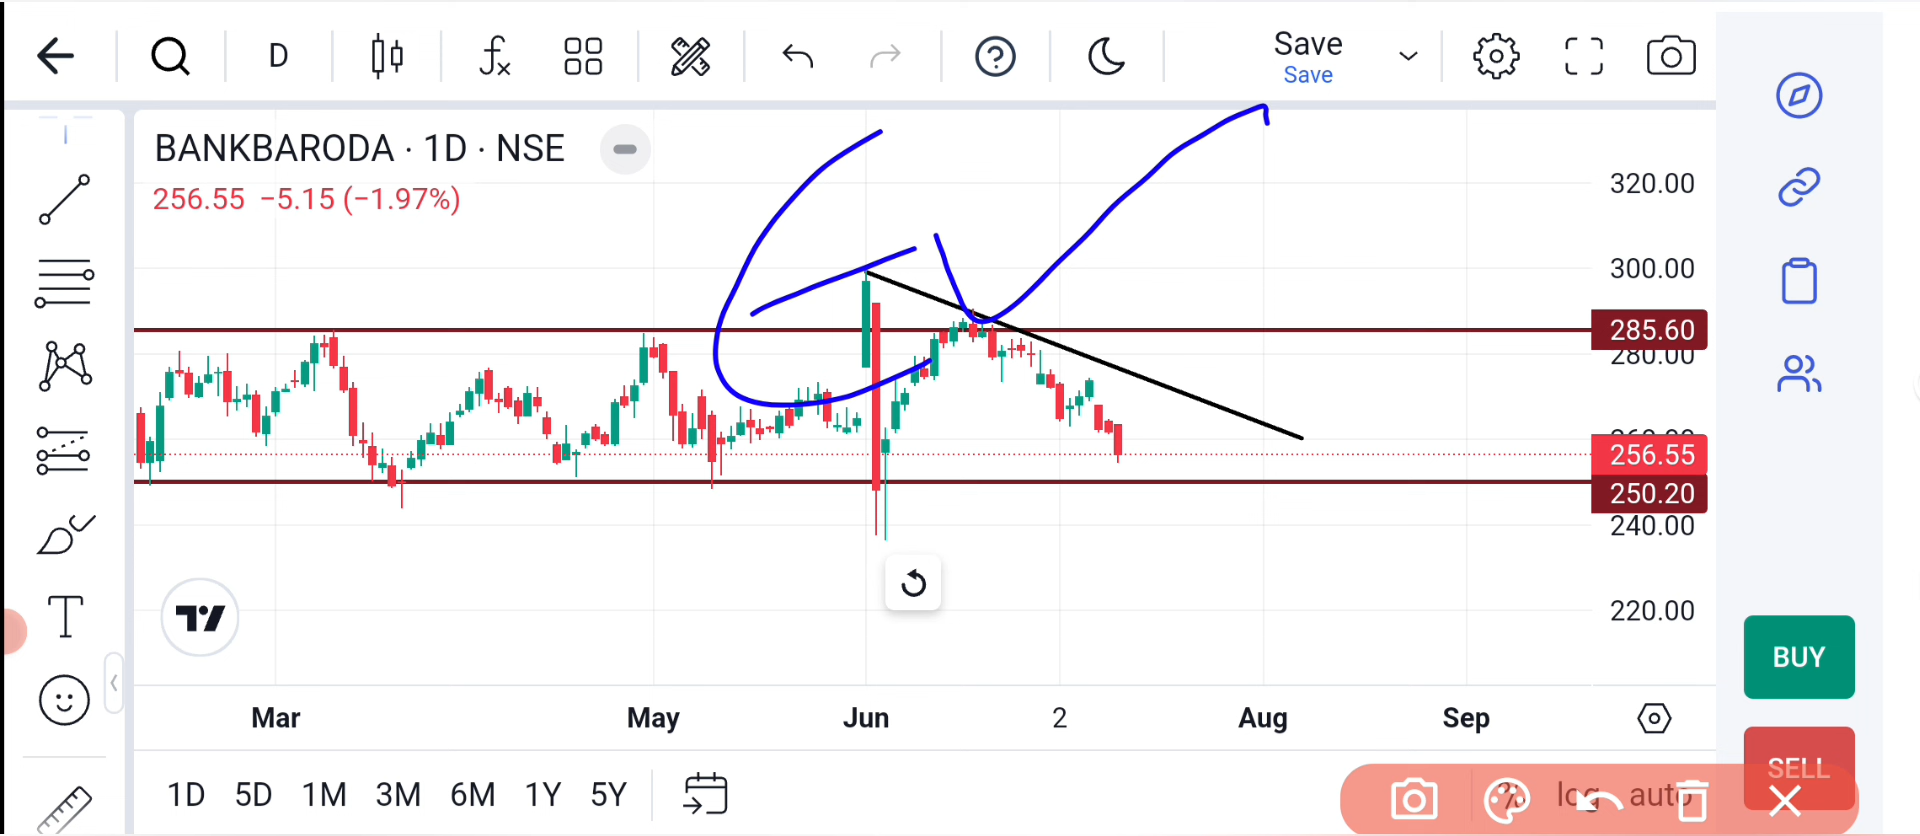 D
Save
Save
BANKBARODA · 1D · NSE
256.55 −5.15 (−1.97%)
320.00
300.00
285.60
280.00
256.55
250.20
240.00
220.00
BUY
SELL
Mar May Jun 2 Aug Sep
1D 5D 1M 3M 6M 1Y 5Y
% log auto